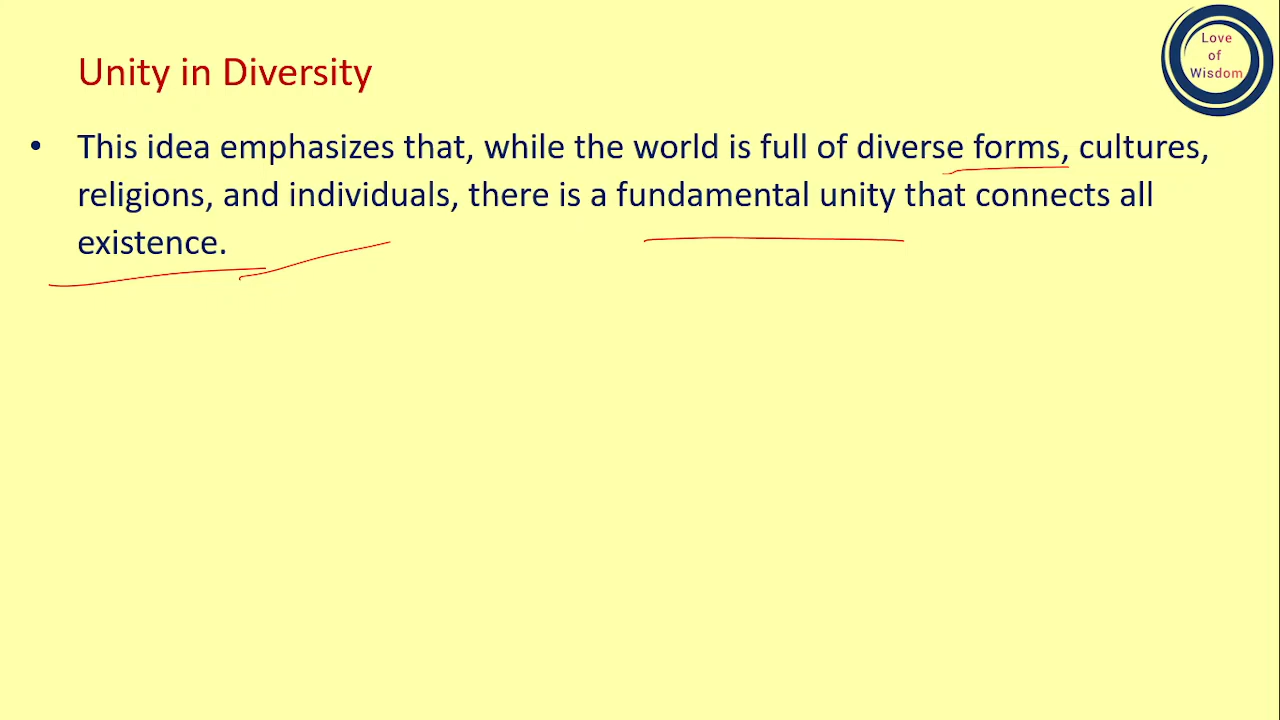 Love
of
Wisdom
Unity in Diversity
• This idea emphasizes that, while the world is full of diverse forms, cultures,
religions, and individuals, there is a fundamental unity that connects all
existence.